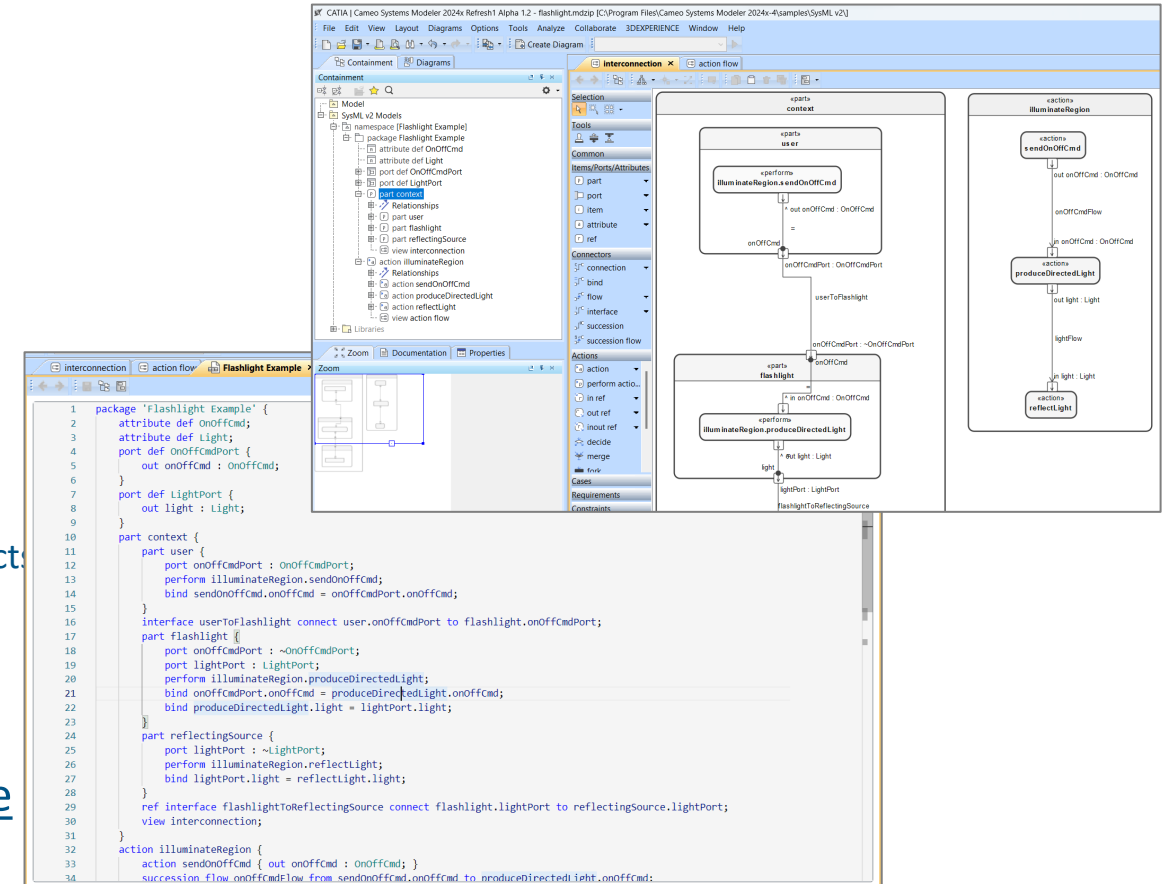 CATIA | Cameo Systems Modeler 2024x Refresh1 Alpha 1.2 - flashlight.mdzip [C:\Program Files\Cameo Systems Modeler 2024x-4\samples\SysML v2\]
File Edit View Layout Diagrams Options Tools Analyze Collaborate 3DEXPERIENCE Window Help
Create Diagram
Containment Diagrams
Containment
Model
SysML v2 Models
namespace [Flashlight Example]
package Flashlight Example
attribute def OnOffCmd
attribute def Light
port def OnOffCmdPort
port def LightPort
part context
Relationships
part user
part flashlight
part reflectingSource
view interconnection
action illuminateRegion
Relationships
action sendOnOffCmd
action produceDirectedLight
action reflectLight
view action flow
Libraries
Zoom Documentation Properties
Zoom
interconnection × action flow
Selection
Tools
Common
Items/Ports/Attributes
part
port
item
attribute
ref
Connectors
connection
bind
flow
interface
succession
succession flow
Actions
action
perform actio...
in ref
out ref
inout ref
decide
merge
fork
Cases
Requirements
Constraints
«part»
context
«part»
user
«perform»
illuminateRegion.sendOnOffCmd
^ out onOffCmd : OnOffCmd
=
onOffCmd
onOffCmdPort : OnOffCmdPort
userToFlashlight
onOffCmdPort : ~OnOffCmdPort
onOffCmd
«part»
flashlight
=
^ in onOffCmd : OnOffCmd
«perform»
illuminateRegion.produceDirectedLight
^ out light : Light
light
lightPort : LightPort
flashlightToReflectingSource
«action»
illuminateRegion
«action»
sendOnOffCmd
out onOffCmd : OnOffCmd
onOffCmdFlow
in onOffCmd : OnOffCmd
«action»
produceDirectedLight
out light : Light
lightFlow
in light : Light
«action»
reflectLight
interconnection action flow Flashlight Example ×
1 package 'Flashlight Example' {
2 attribute def OnOffCmd;
3 attribute def Light;
4 port def OnOffCmdPort {
5 out onOffCmd : OnOffCmd;
6 }
7 port def LightPort {
8 out light : Light;
9 }
10 part context {
11 part user {
12 port onOffCmdPort : OnOffCmdPort;
13 perform illuminateRegion.sendOnOffCmd;
14 bind sendOnOffCmd.onOffCmd = onOffCmdPort.onOffCmd;
15 }
16 interface userToFlashlight connect user.onOffCmdPort to flashlight.onOffCmdPort;
17 part flashlight {
18 port onOffCmdPort : ~OnOffCmdPort;
19 port lightPort : LightPort;
20 perform illuminateRegion.produceDirectedLight;
21 bind onOffCmdPort.onOffCmd = produceDirectedLight.onOffCmd;
22 bind produceDirectedLight.light = lightPort.light;
23 }
24 part reflectingSource {
25 port lightPort : ~LightPort;
26 perform illuminateRegion.reflectLight;
27 bind lightPort.light = reflectLight.light;
28 }
29 ref interface flashlightToReflectingSource connect flashlight.lightPort to reflectingSource.lightPort;
30 view interconnection;
31 }
32 action illuminateRegion {
33 action sendOnOffCmd { out onOffCmd : OnOffCmd; }
34 succession flow onOffCmdFlow from sendOnOffCmd.onOffCmd to produceDirectedLight.onOffCmd;